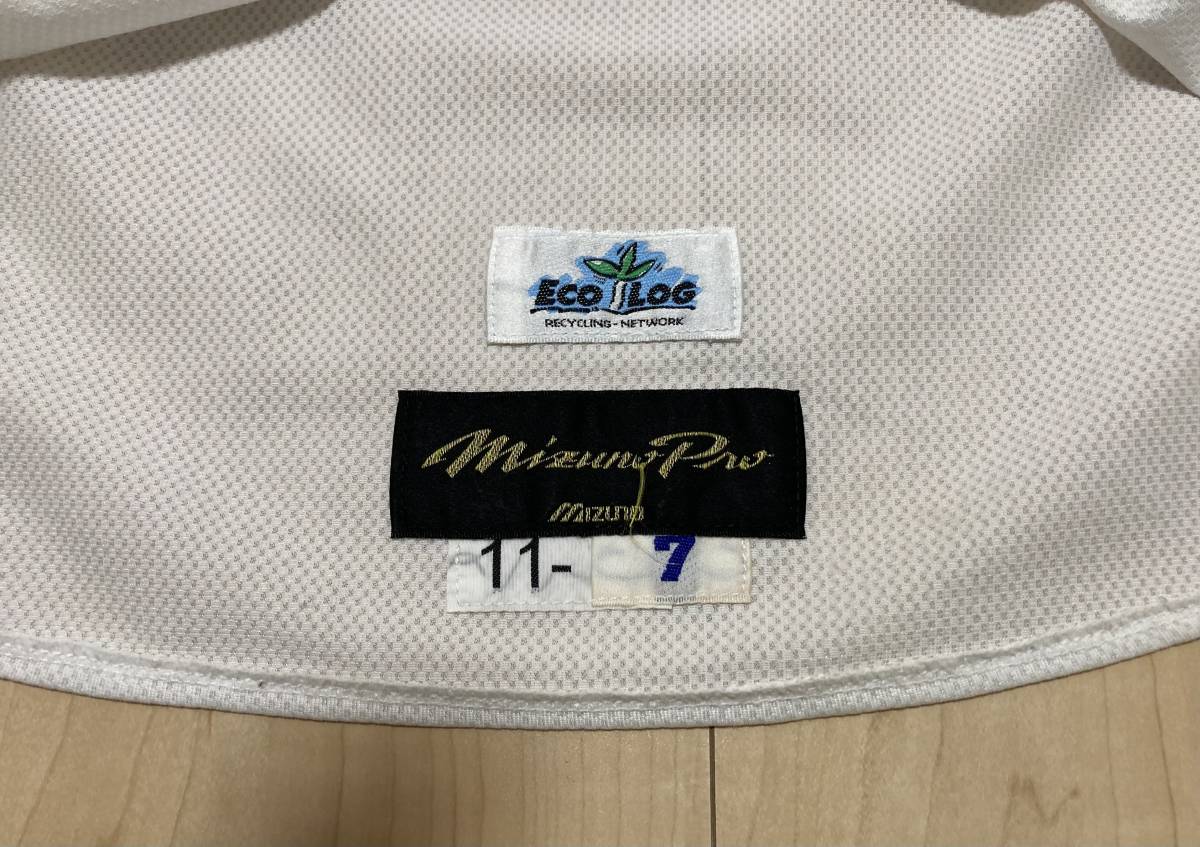 ECO LOG
RECYCLING-NETWORK
Mizuno Pro
Mizuno
11- 7